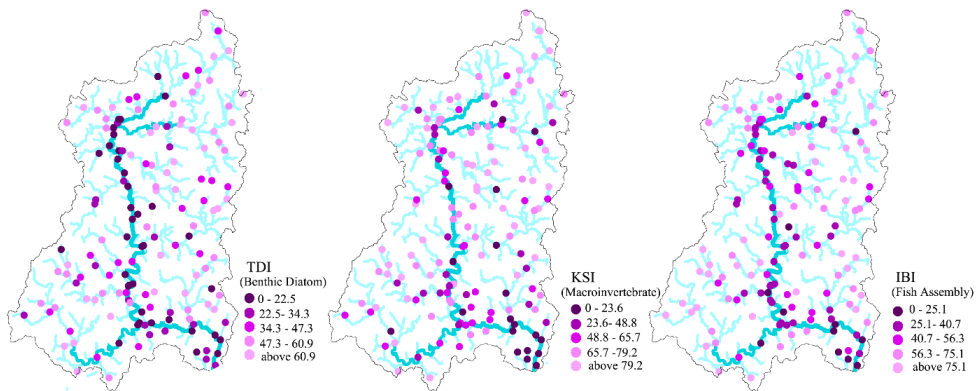 TDI
(Benthic Diatom)
0 - 22.5
22.5- 34.3
34.3- 47.3
47.3 - 60.9
above 60.9
KSI
(Macroinvertebrate)
0 - 23.6
23.6- 48.8
48.8 - 65.7
65.7 -79.2
above 79.2
IBI
(Fish Assembly)
0 - 25.1
25.1- 40.7
40.7 - 56.3
56.3 - 75.1
above 75.1